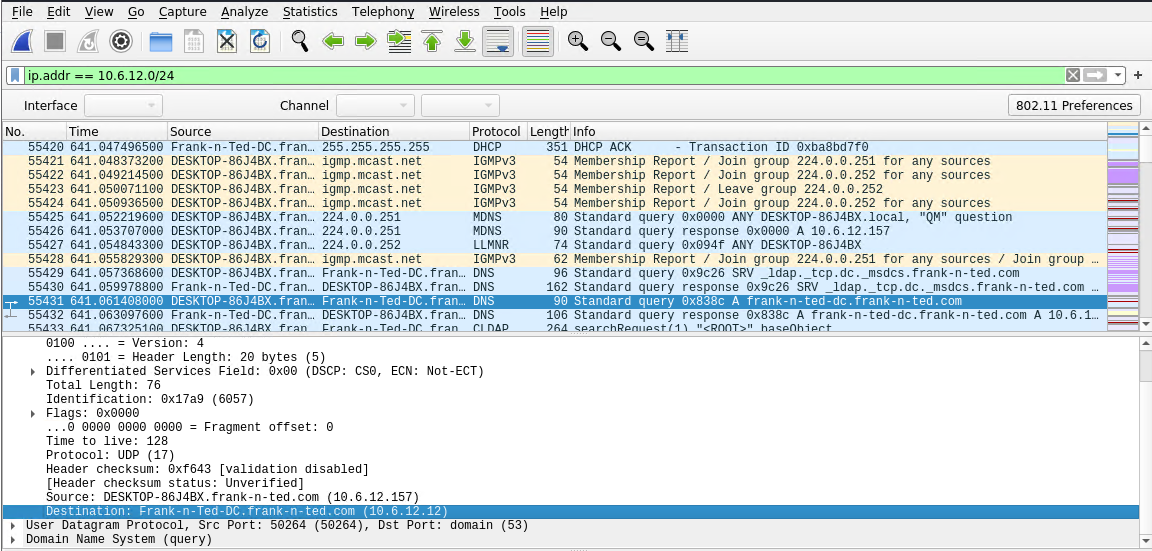 File Edit View Go Capture Analyze Statistics Telephony Wireless Tools Help
ip.addr == 10.6.12.0/24
Interface Channel 802.11 Preferences
No. Time Source Destination Protocol Length Info
55420 641.047496500 Frank-n-Ted-DC.fran… 255.255.255.255 DHCP 351 DHCP ACK - Transaction ID 0xba8bd7f0
55421 641.048373200 DESKTOP-86J4BX.fran… igmp.mcast.net IGMPv3 54 Membership Report / Join group 224.0.0.251 for any sources
55422 641.049214500 DESKTOP-86J4BX.fran… igmp.mcast.net IGMPv3 54 Membership Report / Join group 224.0.0.252 for any sources
55423 641.050071100 DESKTOP-86J4BX.fran… igmp.mcast.net IGMPv3 54 Membership Report / Leave group 224.0.0.252
55424 641.050936500 DESKTOP-86J4BX.fran… igmp.mcast.net IGMPv3 54 Membership Report / Join group 224.0.0.252 for any sources
55425 641.052219600 DESKTOP-86J4BX.fran… 224.0.0.251 MDNS 80 Standard query 0x0000 ANY DESKTOP-86J4BX.local, "QM" question
55426 641.053707000 DESKTOP-86J4BX.fran… 224.0.0.251 MDNS 90 Standard query response 0x0000 A 10.6.12.157
55427 641.054843300 DESKTOP-86J4BX.fran… 224.0.0.252 LLMNR 74 Standard query 0x094f ANY DESKTOP-86J4BX
55428 641.055829300 DESKTOP-86J4BX.fran… igmp.mcast.net IGMPv3 62 Membership Report / Join group 224.0.0.251 for any sources / Join group …
55429 641.057368600 DESKTOP-86J4BX.fran… Frank-n-Ted-DC.fran… DNS 96 Standard query 0x9c26 SRV _ldap._tcp.dc._msdcs.frank-n-ted.com
55430 641.059978800 Frank-n-Ted-DC.fran… DESKTOP-86J4BX.fran… DNS 162 Standard query response 0x9c26 SRV _ldap._tcp.dc._msdcs.frank-n-ted.com …
55431 641.061408000 DESKTOP-86J4BX.fran… Frank-n-Ted-DC.fran… DNS 90 Standard query 0x838c A frank-n-ted-dc.frank-n-ted.com
55432 641.063097600 Frank-n-Ted-DC.fran… DESKTOP-86J4BX.fran… DNS 106 Standard query response 0x838c A frank-n-ted-dc.frank-n-ted.com A 10.6.1…
55433 641.067325100 DESKTOP-86J4BX.fran… Frank-n-Ted-DC.fran… CLDAP 264 searchRequest(1) "<ROOT>" baseObject
0100 .... = Version: 4
.... 0101 = Header Length: 20 bytes (5)
Differentiated Services Field: 0x00 (DSCP: CS0, ECN: Not-ECT)
Total Length: 76
Identification: 0x17a9 (6057)
Flags: 0x0000
...0 0000 0000 0000 = Fragment offset: 0
Time to live: 128
Protocol: UDP (17)
Header checksum: 0xf643 [validation disabled]
[Header checksum status: Unverified]
Source: DESKTOP-86J4BX.frank-n-ted.com (10.6.12.157)
Destination: Frank-n-Ted-DC.frank-n-ted.com (10.6.12.12)
User Datagram Protocol, Src Port: 50264 (50264), Dst Port: domain (53)
Domain Name System (query)